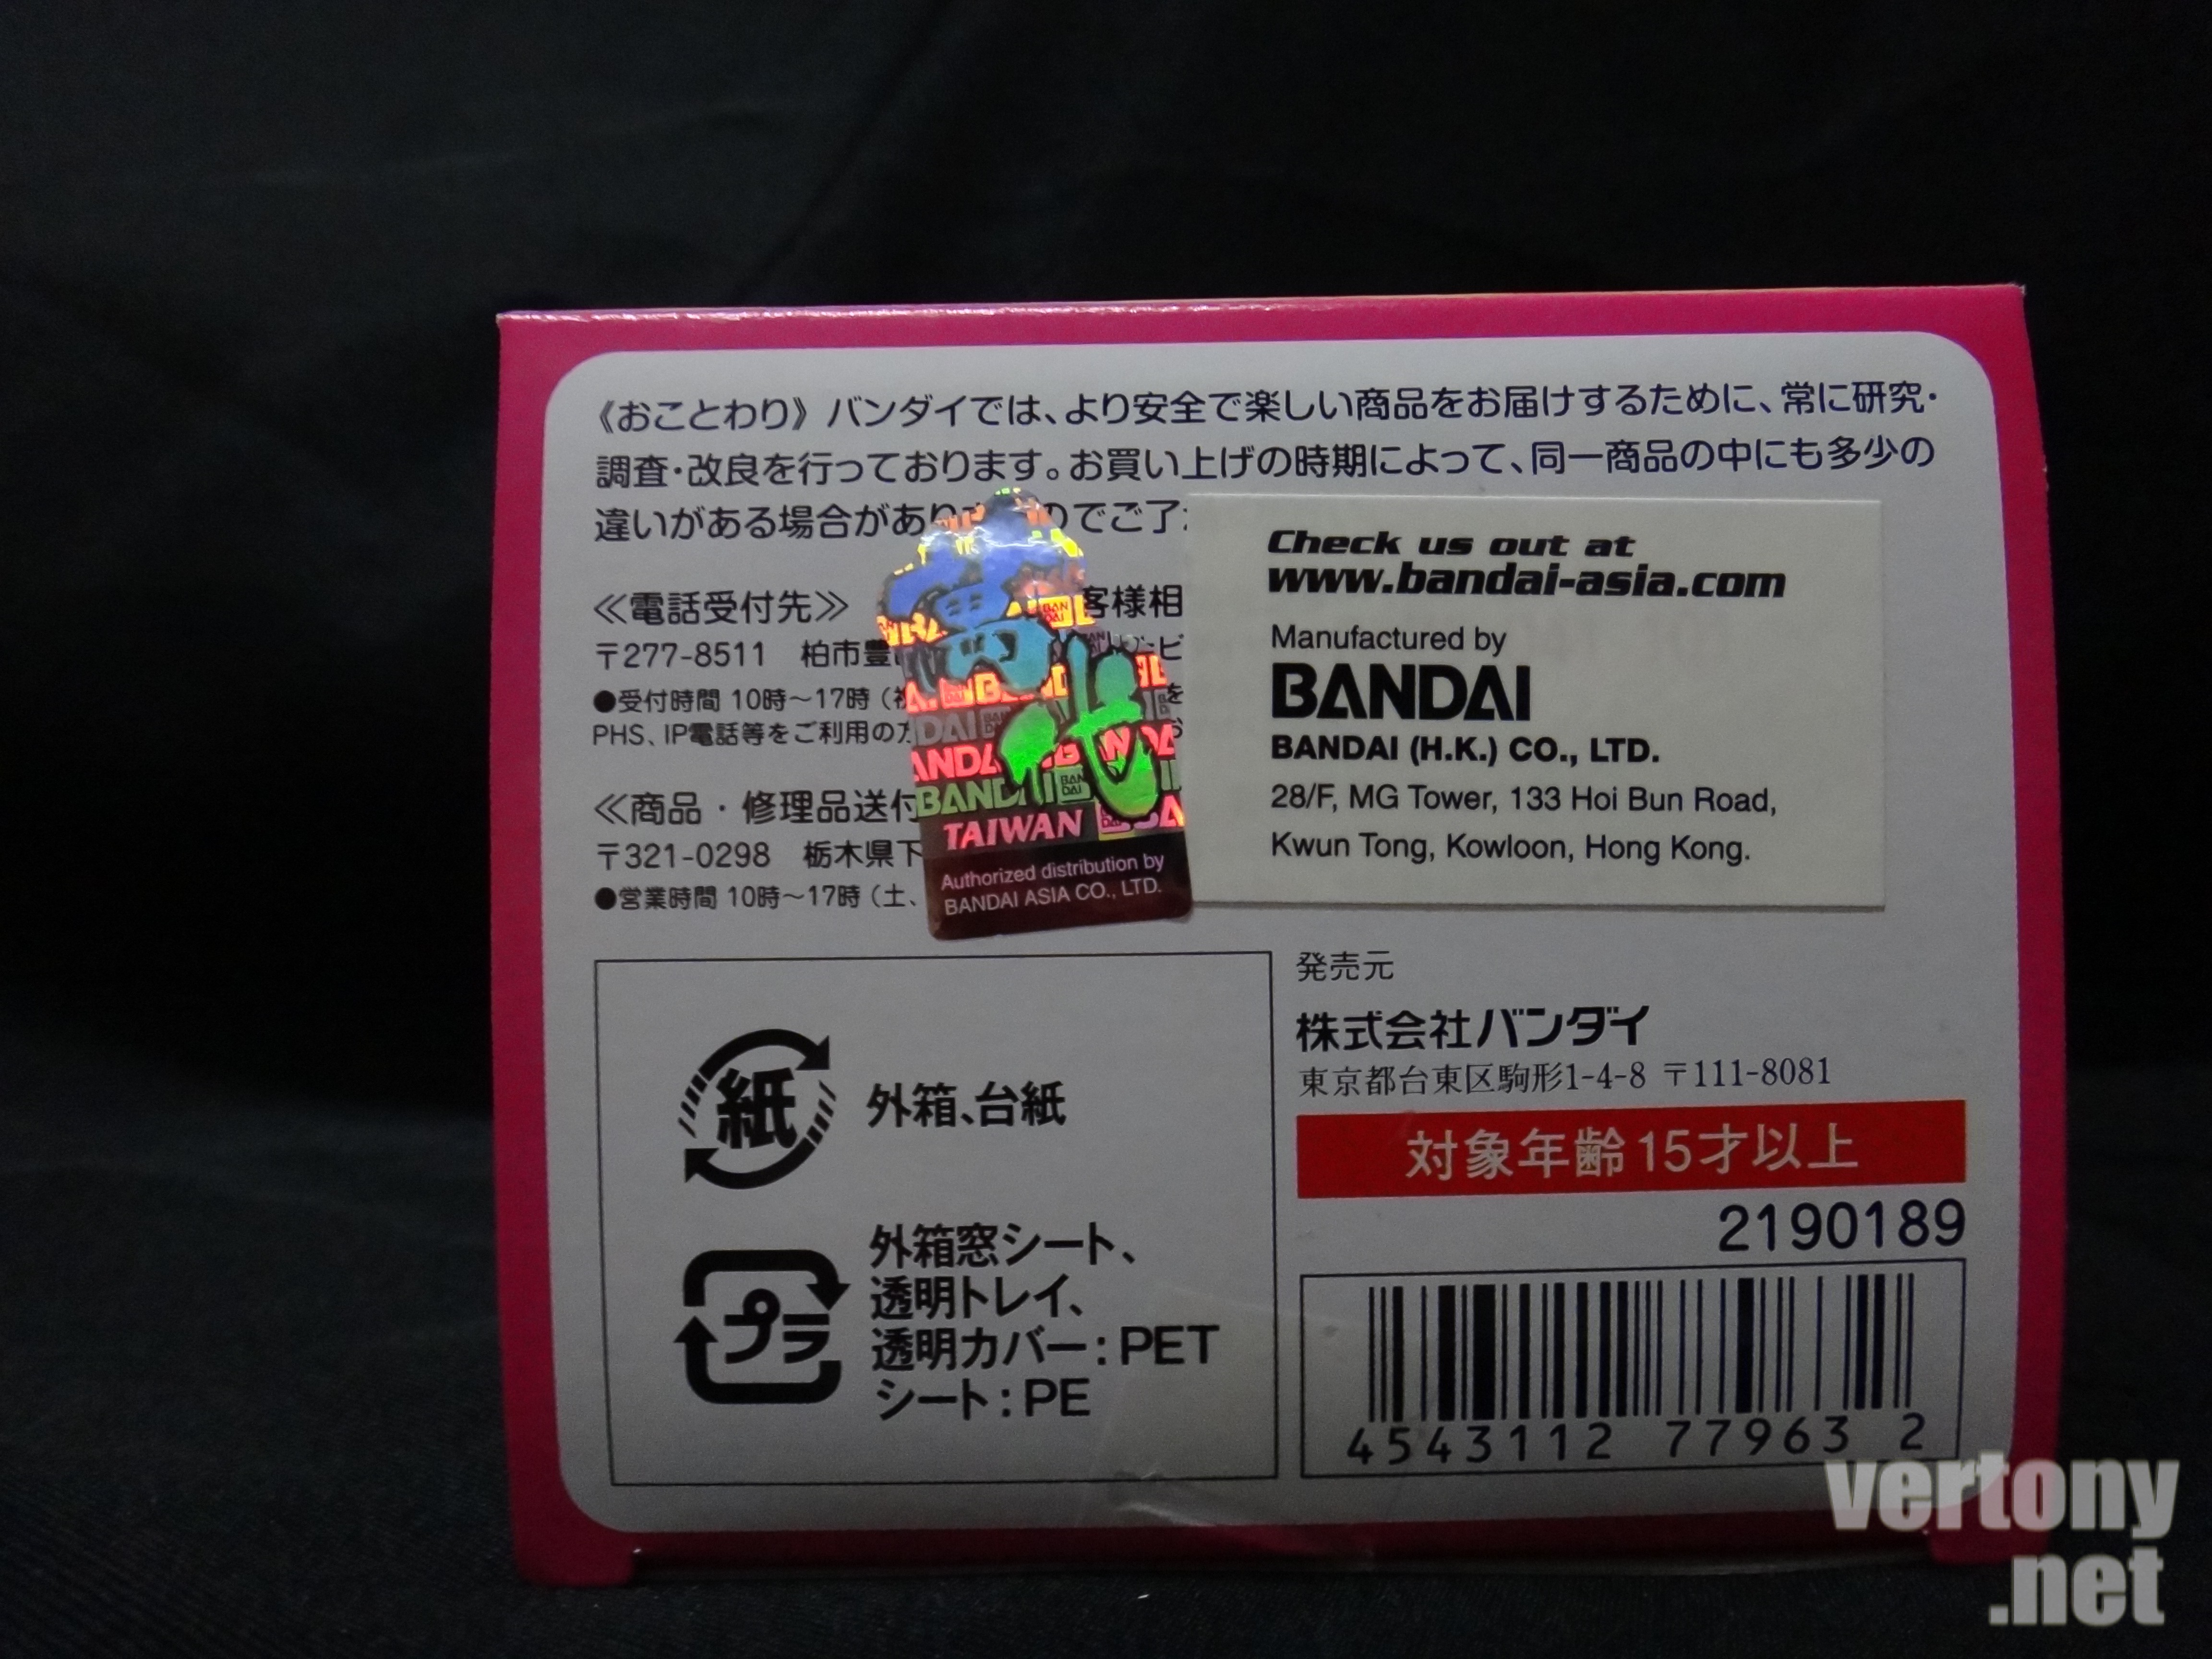 《おことわり》バンダイでは、より安全で楽しい商品をお届けするために、常に研究・
調査・改良を行っております。お買い上げの時期によって、同一商品の中にも多少の
違いがある場合があり のでご了
≪電話受付先≫ 客様相
〒277-8511 柏市豊
●受付時間 10時～17時（祝
PHS、IP電話等をご利用の方
≪商品・修理品送付
〒321-0298 栃木県下
●営業時間 10時～17時（土、
BANDAI
TAIWAN
Authorized distribution by
BANDAI ASIA CO., LTD.
Check us out at
www.bandai-asia.com
Manufactured by
BANDAI
BANDAI (H.K.) CO., LTD.
28/F, MG Tower, 133 Hoi Bun Road,
Kwun Tong, Kowloon, Hong Kong.
紙
外箱、台紙
プラ
外箱窓シート、
透明トレイ、
透明カバー：PET
シート：PE
発売元
株式会社バンダイ
東京都台東区駒形1-4-8 〒111-8081
対象年齢15才以上
2190189
4543112 77963 2
vertony
.net